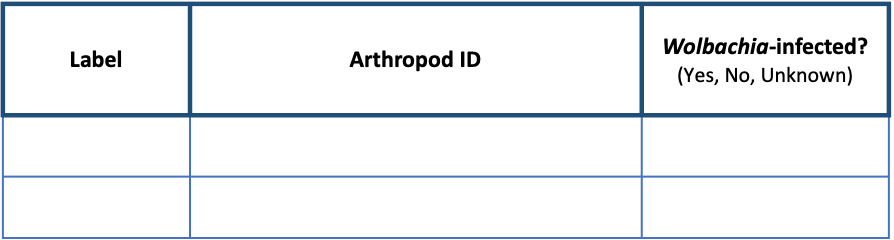 Label
Arthropod ID
Wolbachia-infected?
(Yes, No, Unknown)